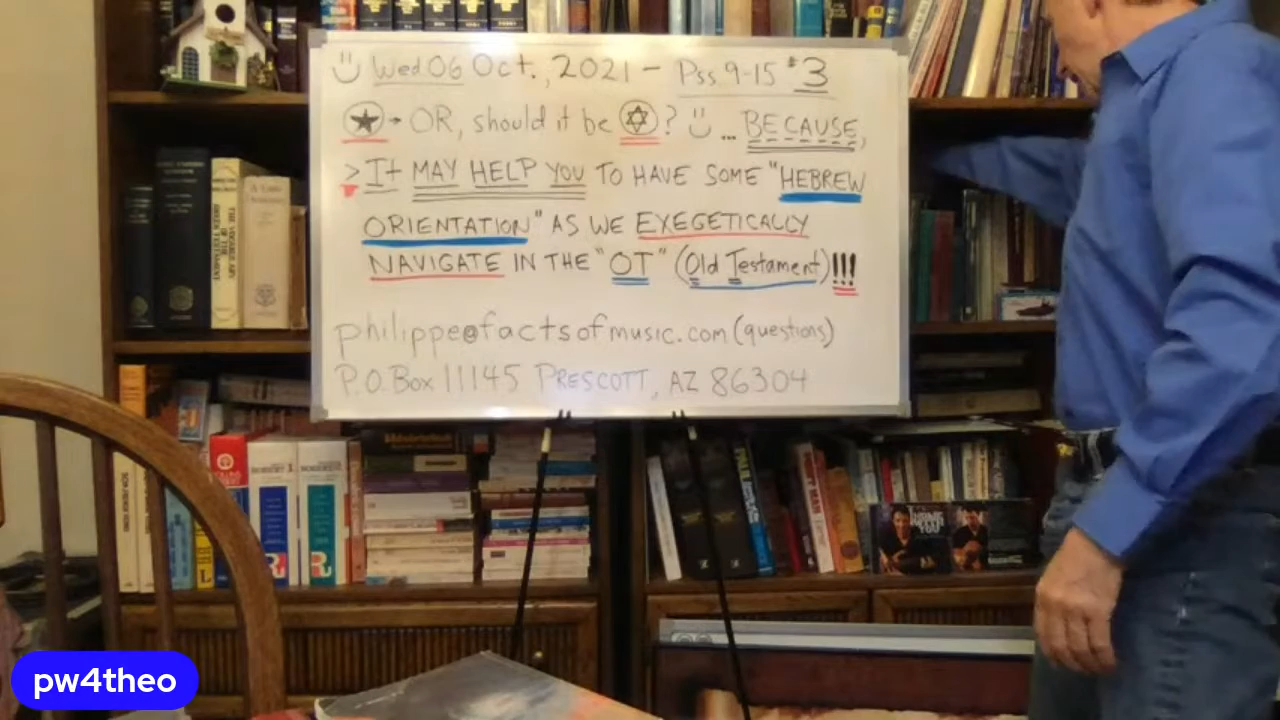 Wed 06 Oct., 2021 - Pss. 9-15 #3
→ OR, should it be ? ... BECAUSE,
> It MAY HELP YOU TO HAVE SOME "HEBREW
ORIENTATION" AS WE EXEGETICALLY
NAVIGATE IN THE "OT" (Old Testament)!!!
philippe@factsofmusic.com (questions)
P.O. Box 11145 PRESCOTT, AZ 86304
pw4theo